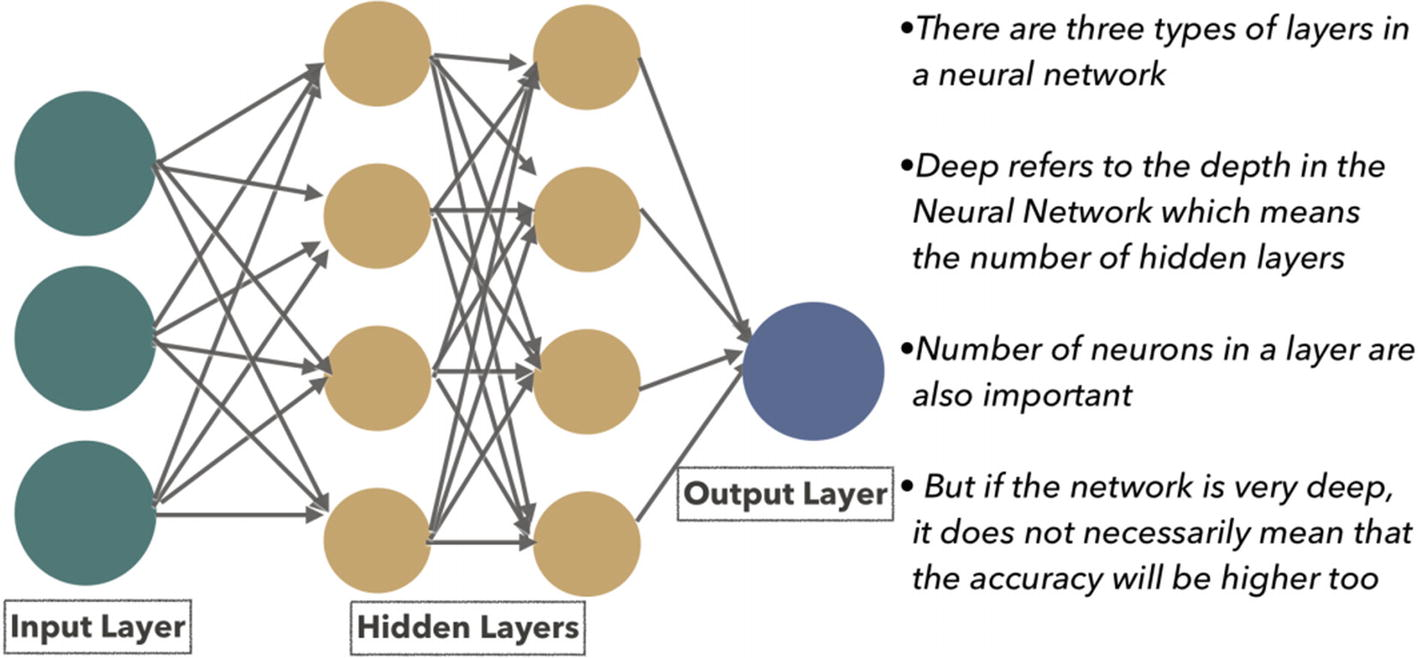 •There are three types of layers in
a neural network
•Deep refers to the depth in the
Neural Network which means
the number of hidden layers
•Number of neurons in a layer are
also important
• But if the network is very deep,
it does not necessarily mean that
the accuracy will be higher too
Output Layer
Input Layer
Hidden Layers